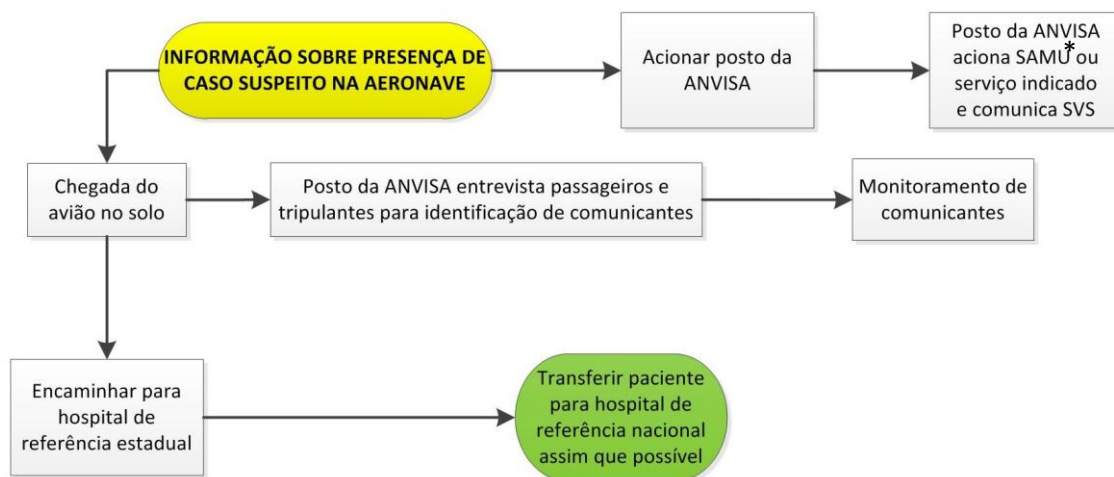 INFORMAÇÃO SOBRE PRESENÇA DE
CASO SUSPEITO NA AERONAVE
Acionar posto da
ANVISA
Posto da ANVISA
aciona SAMU* ou
serviço indicado
e comunica SVS
Chegada do
avião no solo
Posto da ANVISA entrevista passageiros e
tripulantes para identificação de comunicantes
Monitoramento de
comunicantes
Encaminhar para
hospital de
referência estadual
Transferir paciente
para hospital de
referência nacional
assim que possível